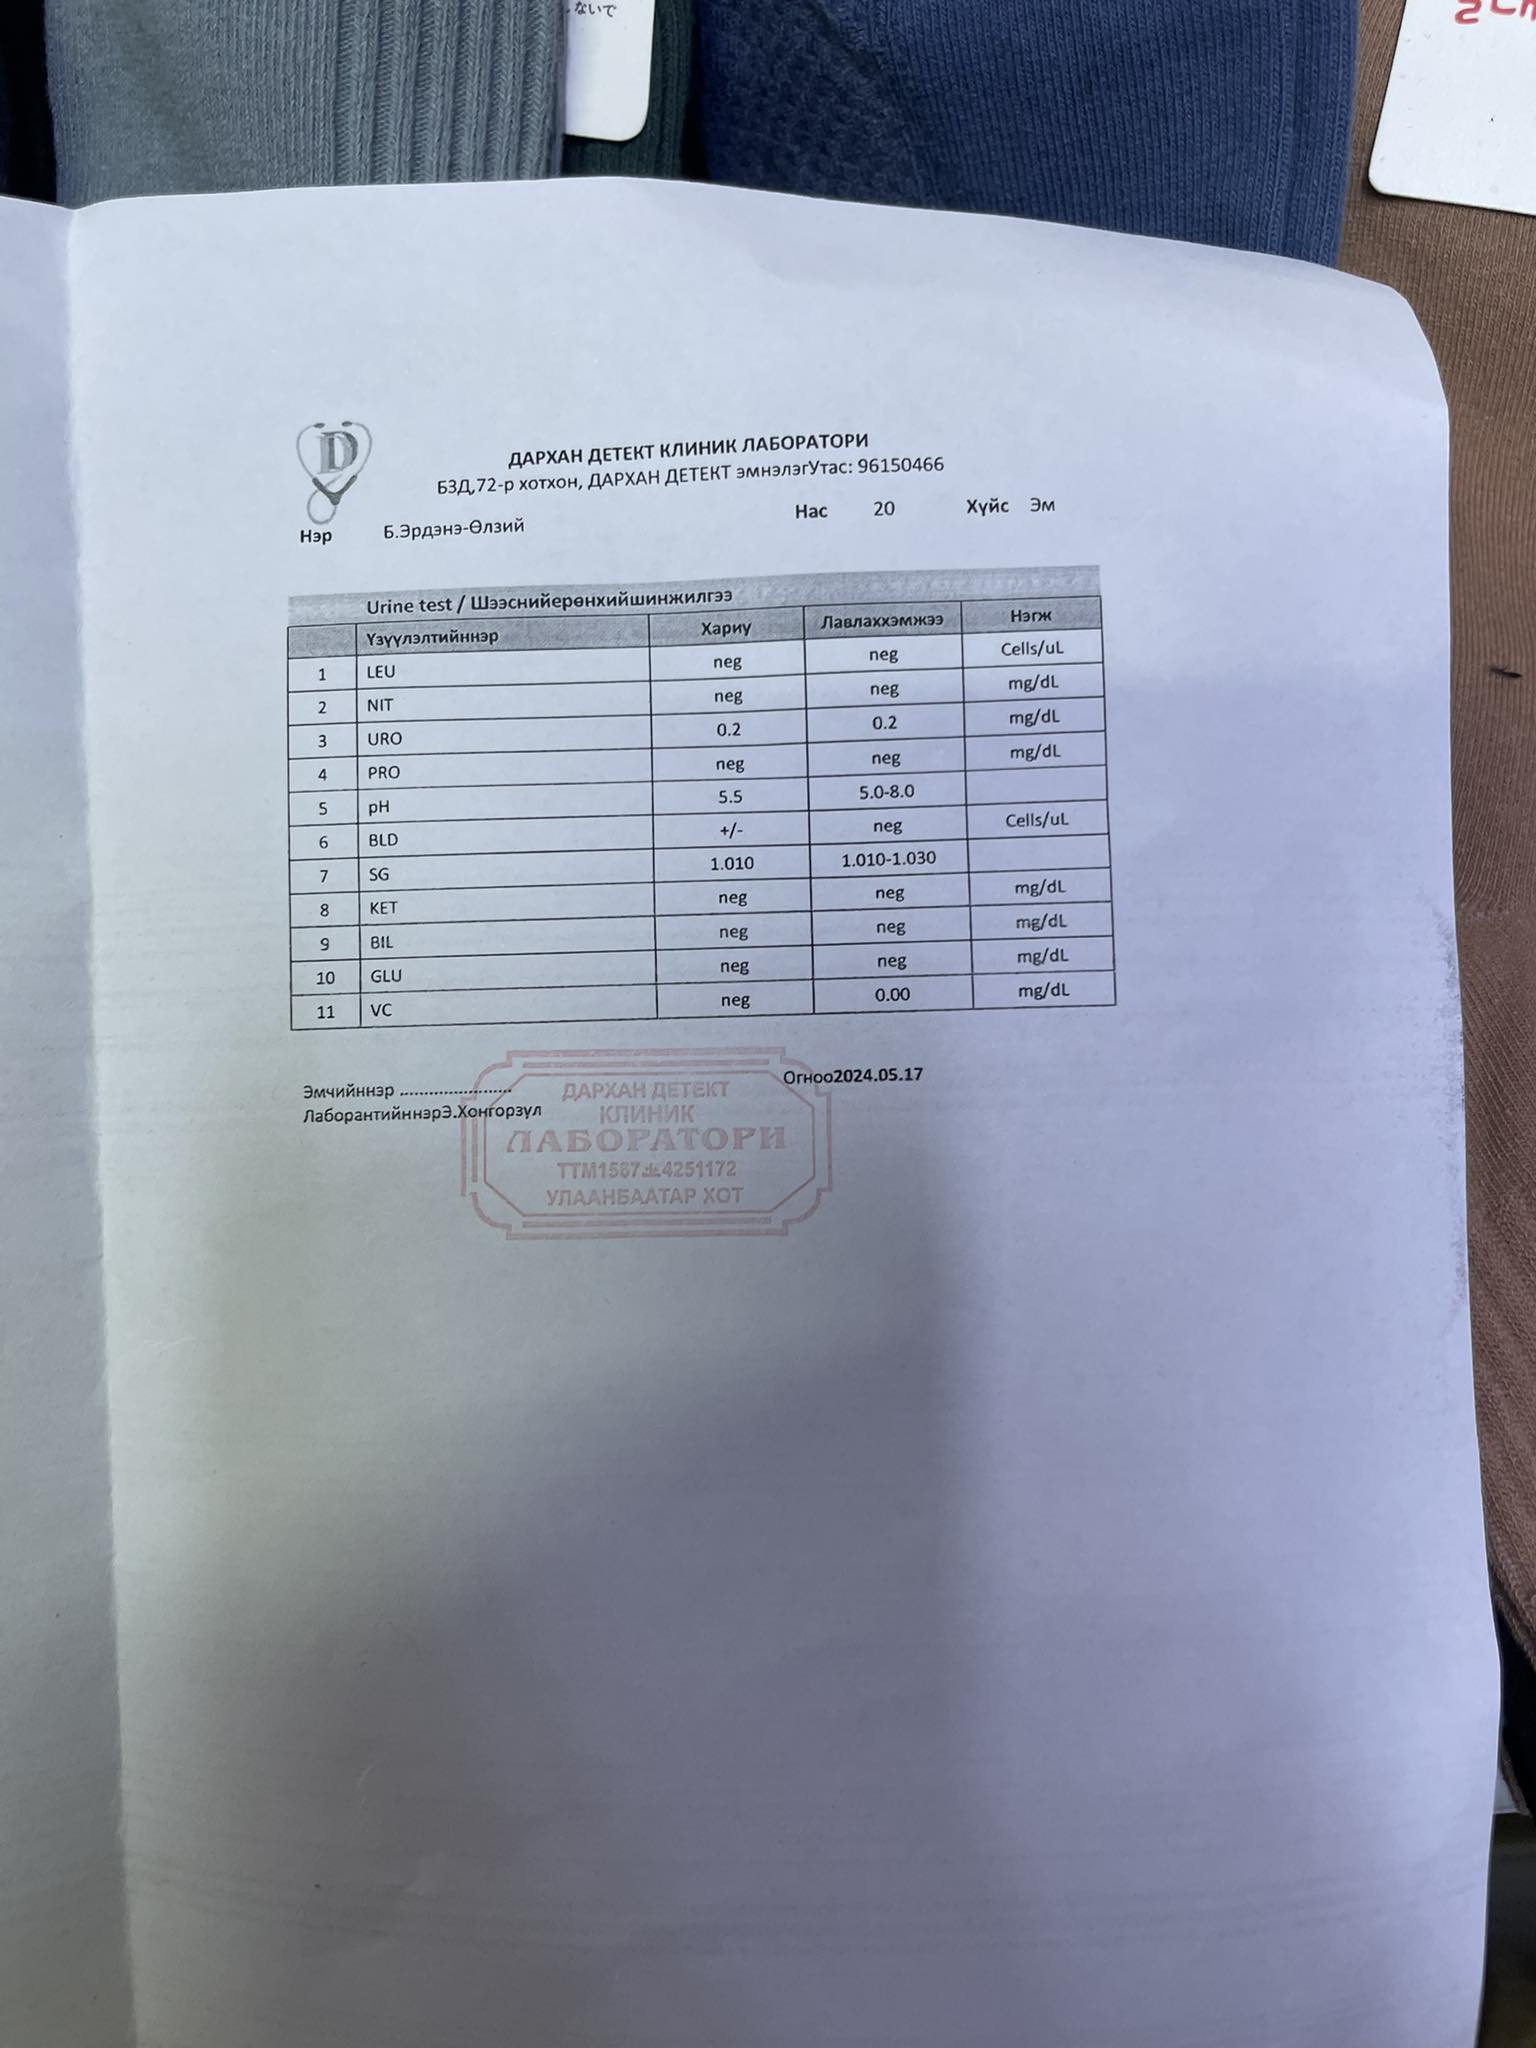 ないで
D
ДАРХАН ДЕТЕКТ КЛИНИК ЛАБОРАТОРИ
БЗД,72-р хотхон, ДАРХАН ДЕТЕКТ эмнэлэгУтас: 96150466
Нэр Б.Эрдэнэ-Өлзий Нас 20 Хүйс Эм
Urine test / Шээснийерөнхийшинжилгээ
Үзүүлэлтийннэр Хариу Лавлаххэмжээ Нэгж
1 LEU neg neg Cells/uL
2 NIT neg neg mg/dL
3 URO 0.2 0.2 mg/dL
4 PRO neg neg mg/dL
5 pH 5.5 5.0-8.0
6 BLD +/- neg Cells/uL
7 SG 1.010 1.010-1.030
8 KET neg neg mg/dL
9 BIL neg neg mg/dL
10 GLU neg neg mg/dL
11 VC neg 0.00 mg/dL
Эмчийннэр ........................ Огноо2024.05.17
ЛаборантийннэрЭ.Хонгорзул
ДАРХАН ДЕТЕКТ
КЛИНИК
ЛАБОРАТОРИ
ТТМ1567 4251172
УЛААНБААТАР ХОТ